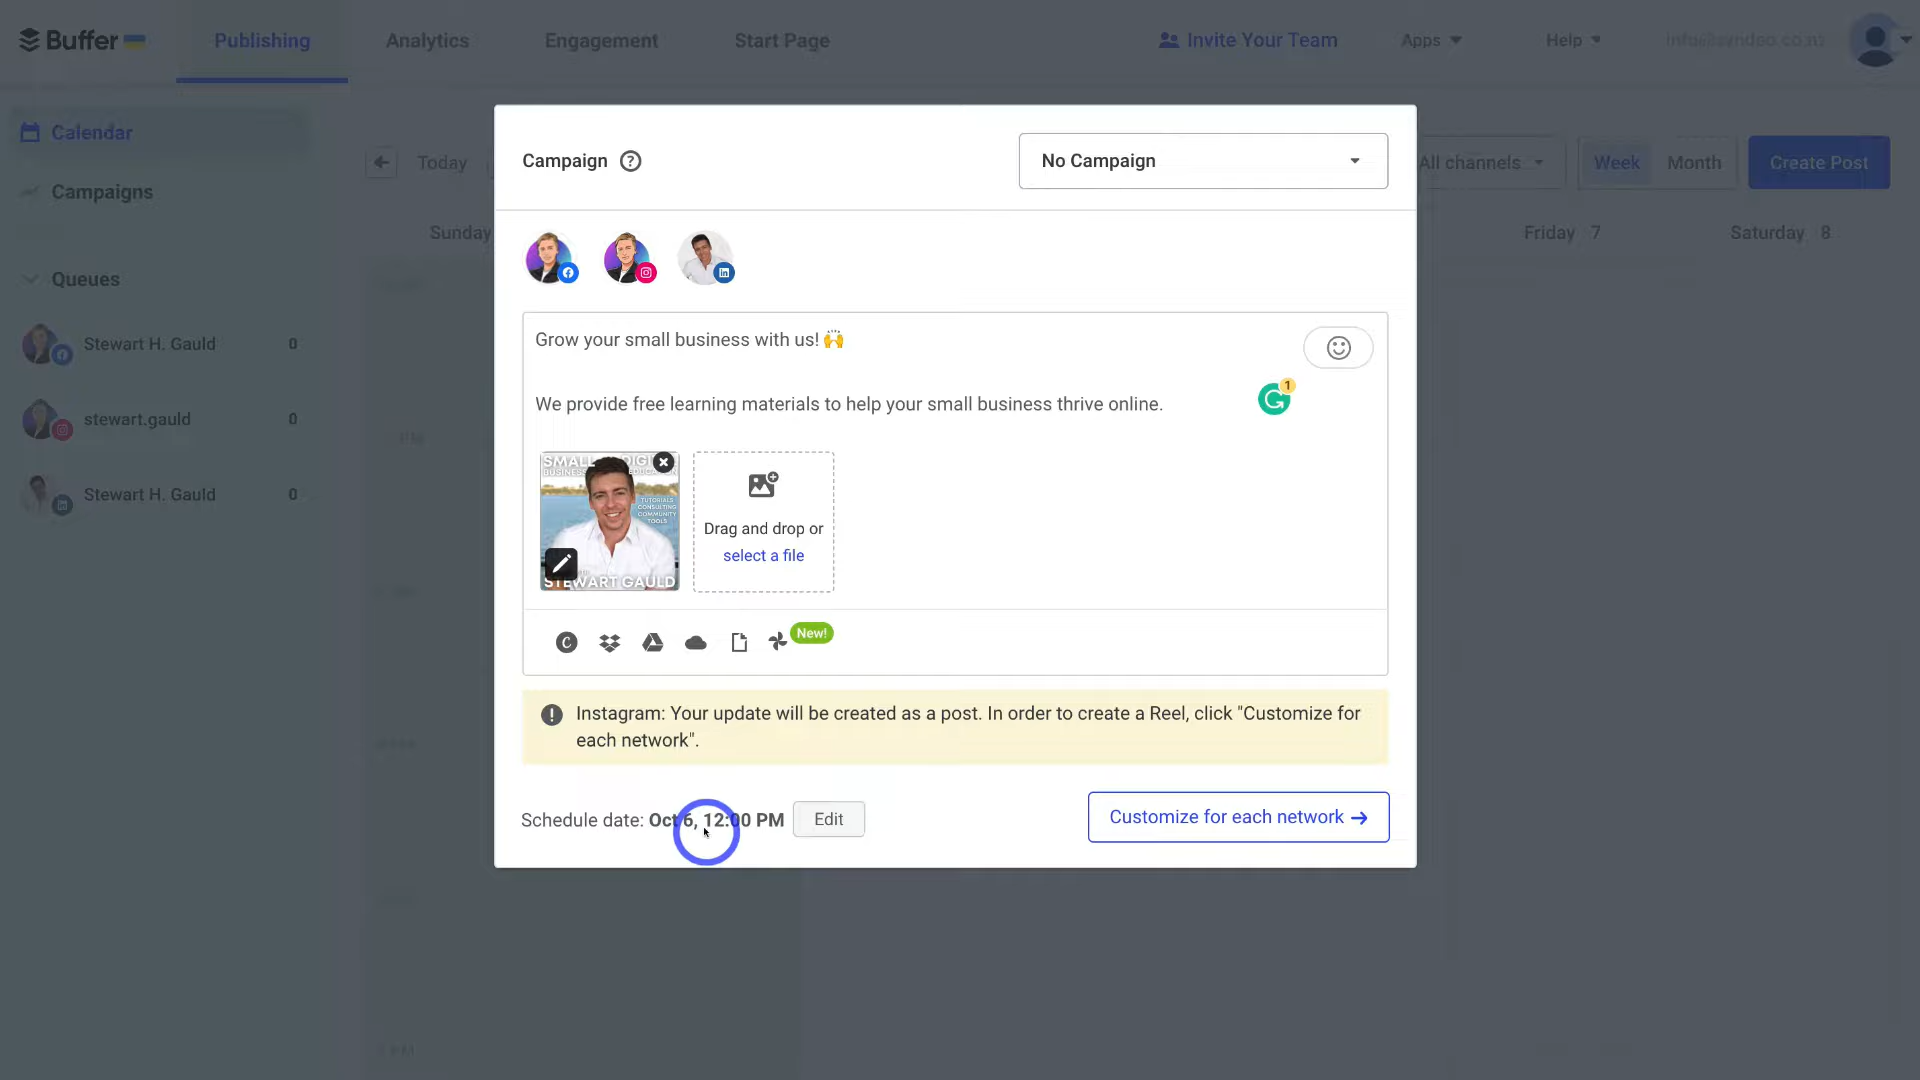 Buffer
Publishing
Analytics
Engagement
Start Page
Invite Your Team
Apps
Help
Calendar
Campaigns
Queues
Stewart H. Gauld 0
stewart.gauld 0
Stewart H. Gauld 0
Today
All channels
Week
Month
Create Post
Sunday
Friday 7
Saturday 8
Campaign ?
No Campaign
Grow your small business with us! 🙌
We provide free learning materials to help your small business thrive online.
1
SMALL
TUTORIALS
CONSULTING
COMMUNITY
TOOLS
STEWART GAULD
Drag and drop or
select a file
New!
Instagram: Your update will be created as a post. In order to create a Reel, click "Customize for
each network".
Schedule date: Oct 6, 12:00 PM
Edit
Customize for each network →